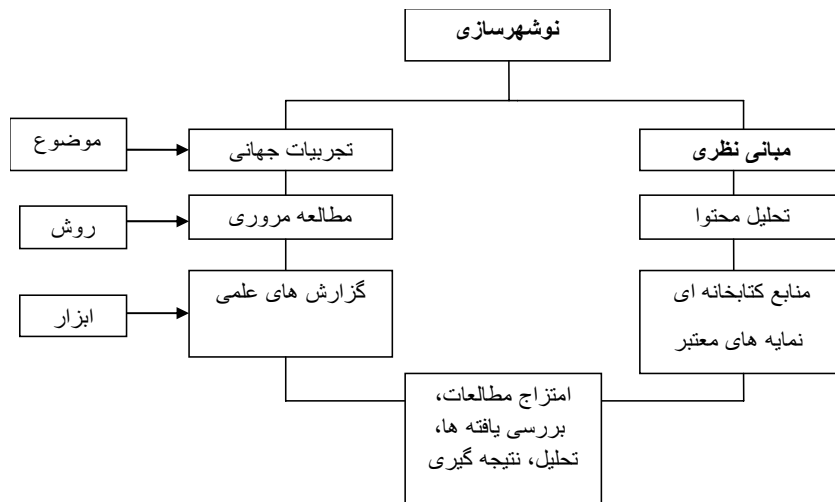 نوشهرسازی
مبانی نظری
تجربیات جهانی
موضوع
تحلیل محتوا
مطالعه مروری
روش
منابع کتابخانه ای
نمایه های معتبر
گزارش های علمی
ابزار
امتزاج مطالعات،
بررسی یافته ها،
تحلیل، نتیجه گیری